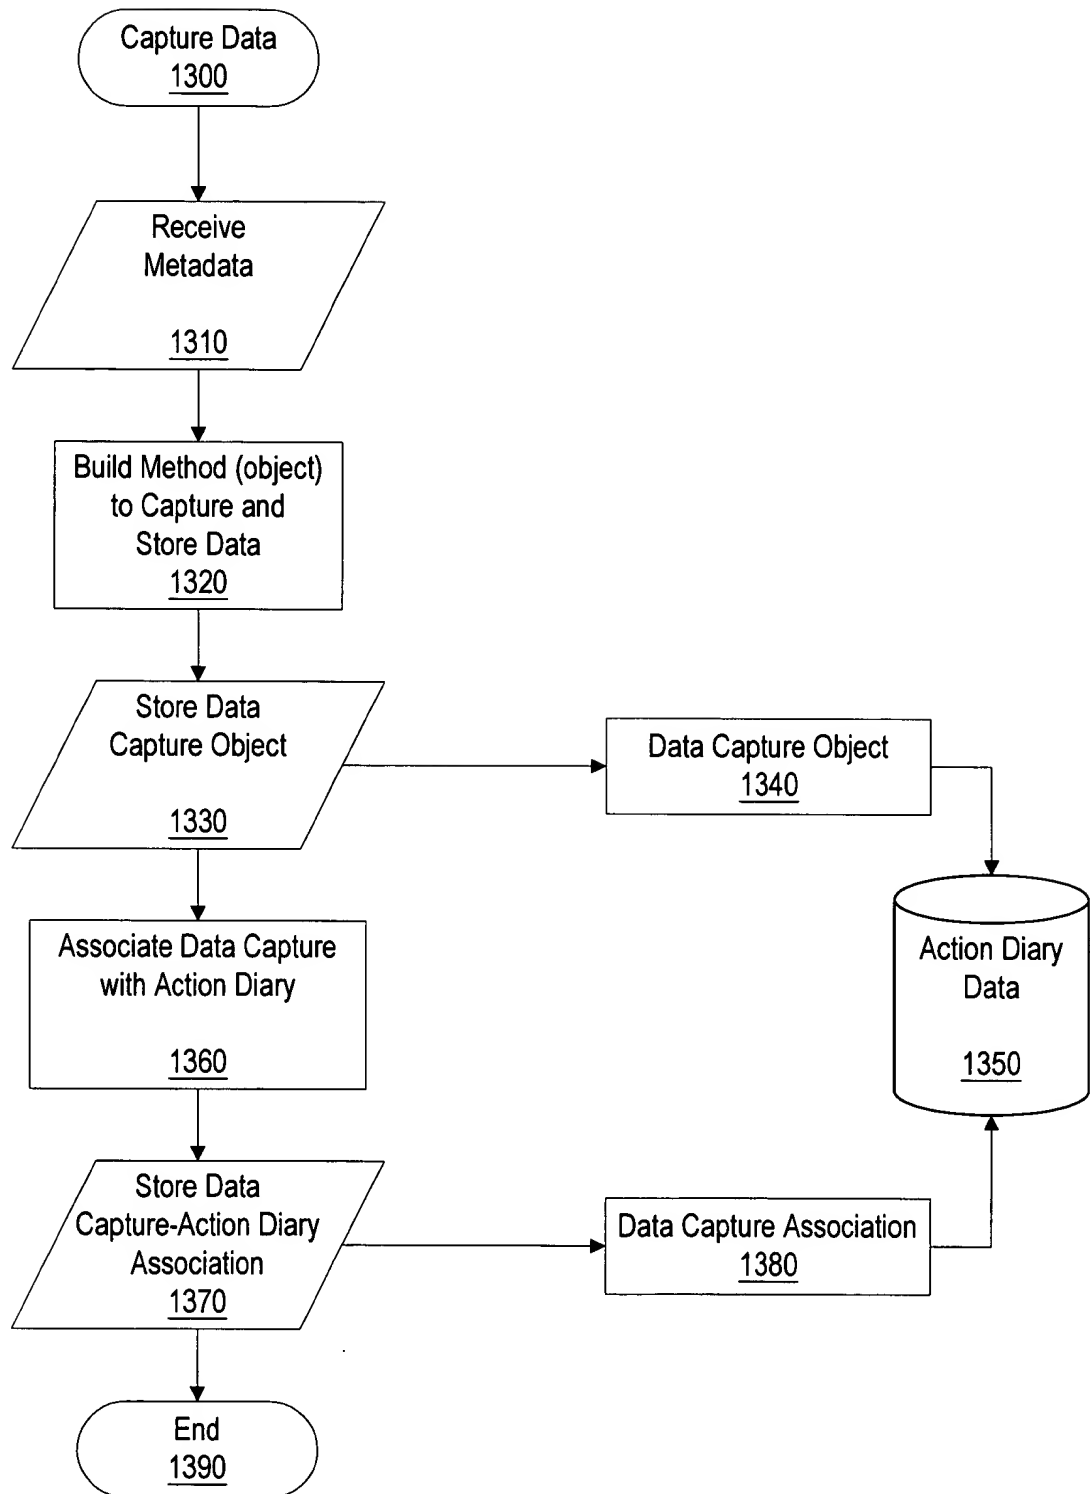 Capture Data
1300
Receive
Metadata
1310
Build Method (object)
to Capture and
Store Data
1320
Store Data
Capture Object
1330
Data Capture Object
1340
Action Diary
Data
1350
Associate Data Capture
with Action Diary
1360
Store Data
Capture-Action Diary
Association
1370
Data Capture Association
1380
End
1390